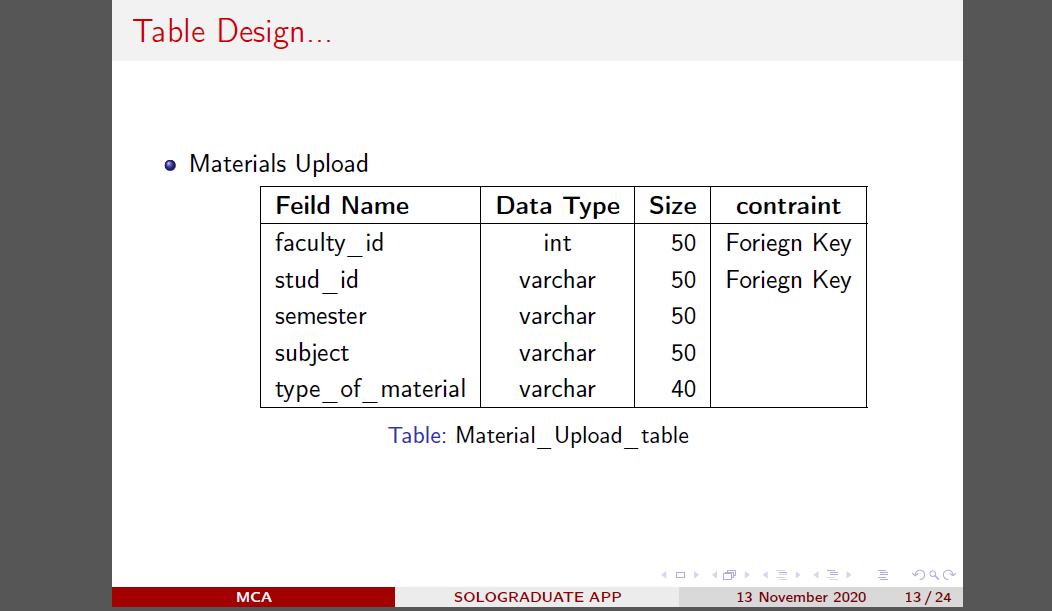 Table Design...
Materials Upload
Feild Name Data Type Size contraint
faculty_id int 50 Foriegn Key
stud_id varchar 50 Foriegn Key
semester varchar 50
subject varchar 50
type_of_material varchar 40
Table: Material_Upload_table
MCA SOLOGRADUATE APP 13 November 2020 13 / 24